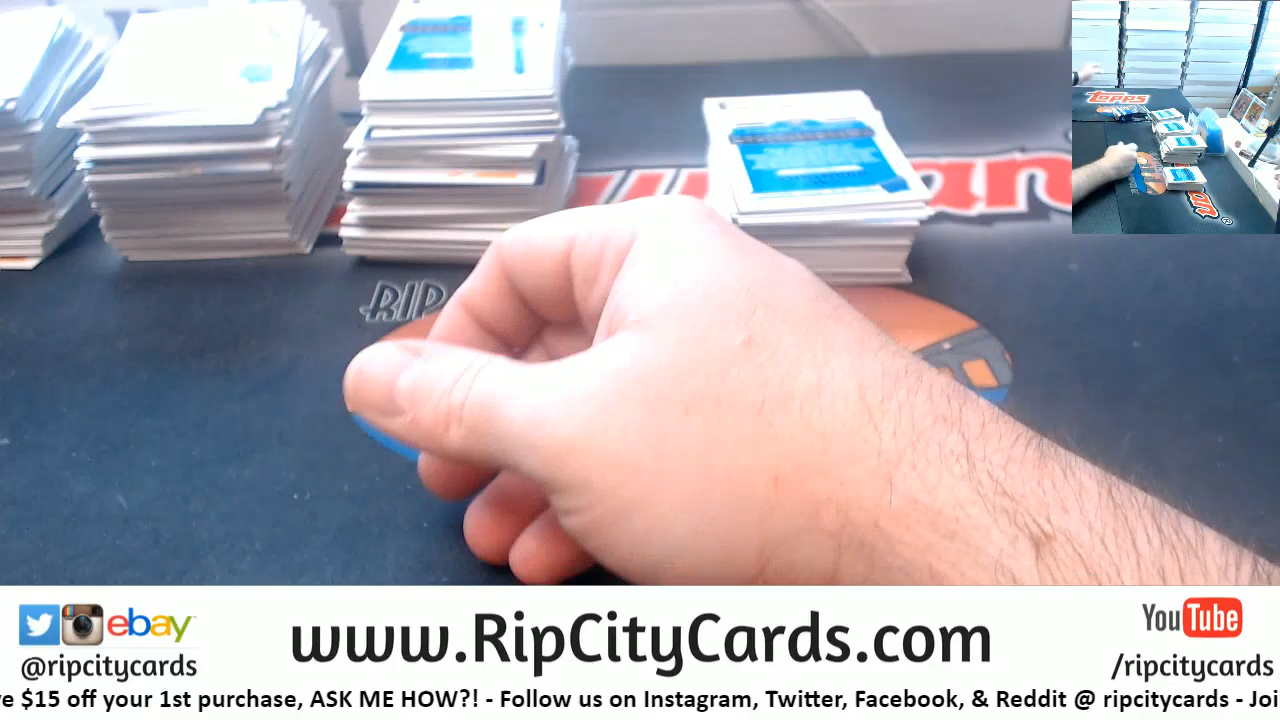 RIP
Topps
ebay
@ripcitycards
www.RipCityCards.com
YouTube
/ripcitycards
$15 off your 1st purchase, ASK ME HOW?! - Follow us on Instagram, Twitter, Facebook, & Reddit @ ripcitycards -